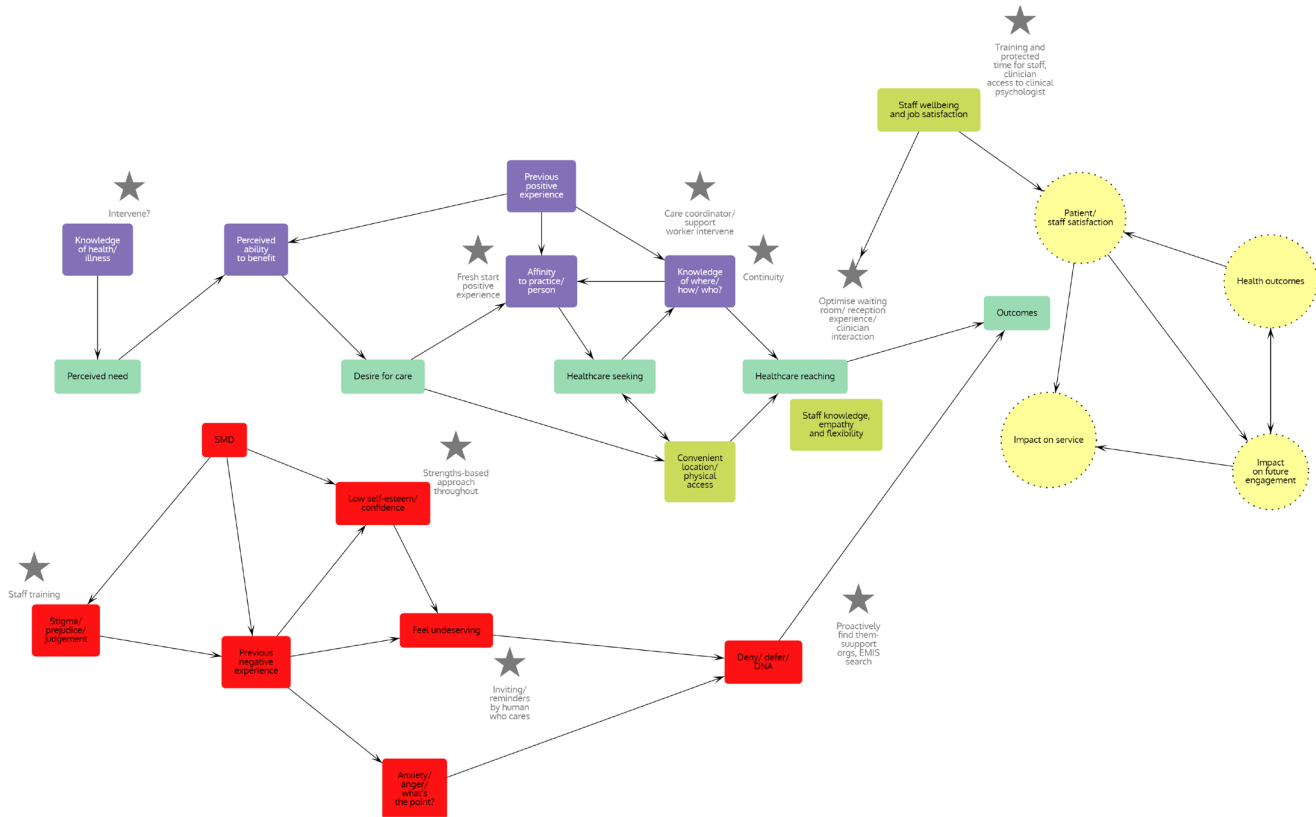 Training and
protected
time for staff,
clinician
access to clinical
psychologist
Staff wellbeing
and job satisfaction
Previous
positive
experience
Patient/
staff satisfaction
Intervene?
Care coordinator/
support
worker intervene
Knowledge
of health/
illness
Perceived
ability
to benefit
Fresh start
positive
experience
Affinity
to practice/
person
Knowledge
of where/
how/ who?
Continuity
Health outcomes
Optimise waiting
room/ reception
experience/
clinician
interaction
Outcomes
Perceived need
Desire for care
Healthcare seeking
Healthcare reaching
Staff knowledge,
empathy
and flexibility
SMD
Impact on service
Convenient
location/
physical
access
Impact
on future
engagement
Strengths-based
approach
throughout
Low self-esteem/
confidence
Staff training
Stigma/
prejudice/
judgement
Feel undeserving
Previous
negative
experience
Deny/ defer/
DNA
Proactively
find them-
suupport
orgs, EMIS
search
Inviting/
reminders
by human
who cares
Anxiety/
anger/
what's
the point?